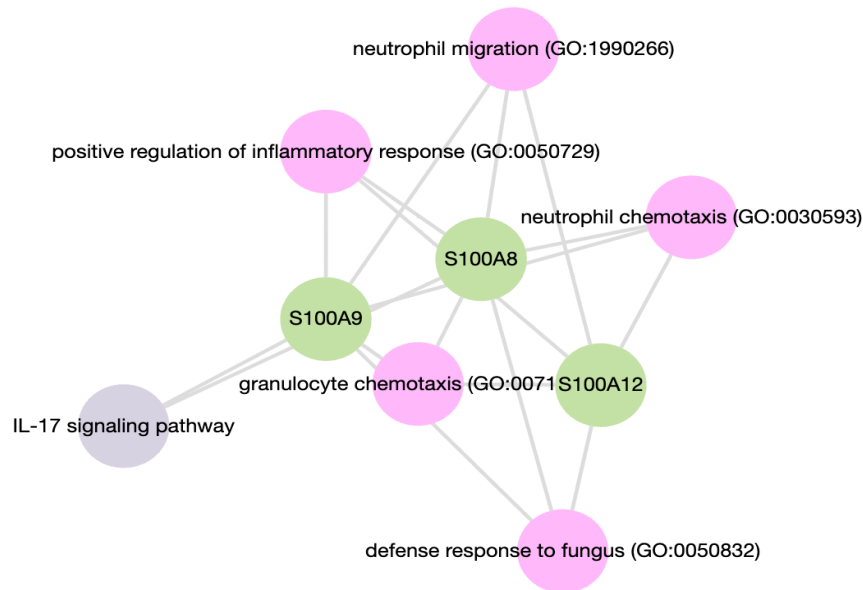 neutrophil migration (GO:1990266)
positive regulation of inflammatory response (GO:0050729)
neutrophil chemotaxis (GO:0030593)
S100A8
S100A9
granulocyte chemotaxis (GO:0071
S100A12
IL-17 signaling pathway
defense response to fungus (GO:0050832)